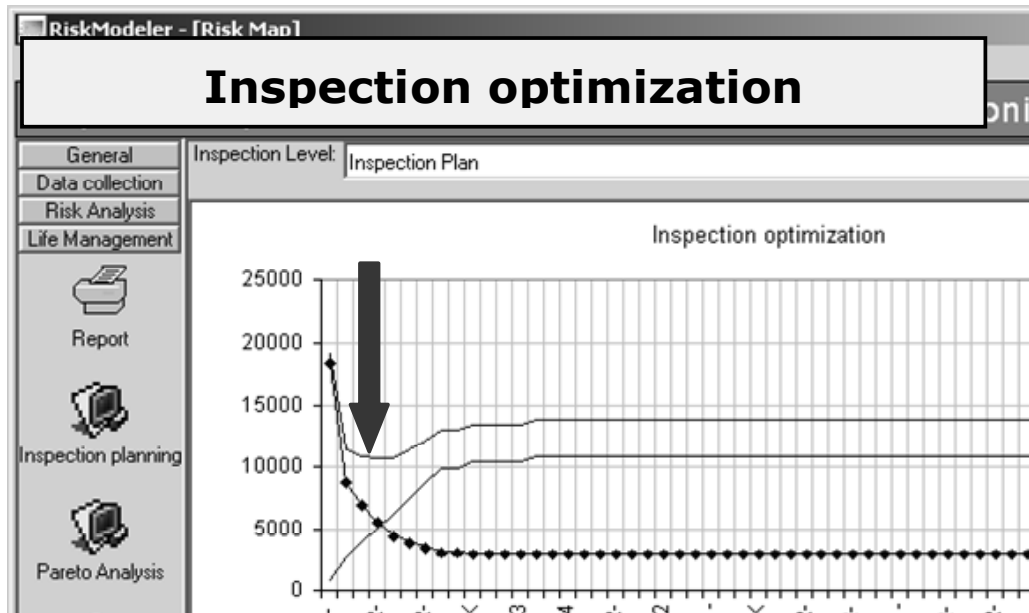 RiskModeler - [Risk Map]
Inspection optimization
General
Data collection
Risk Analysis
Life Management
Report
Inspection planning
Pareto Analysis
Inspection Level: Inspection Plan
Inspection optimization
25000
20000
15000
10000
5000
0